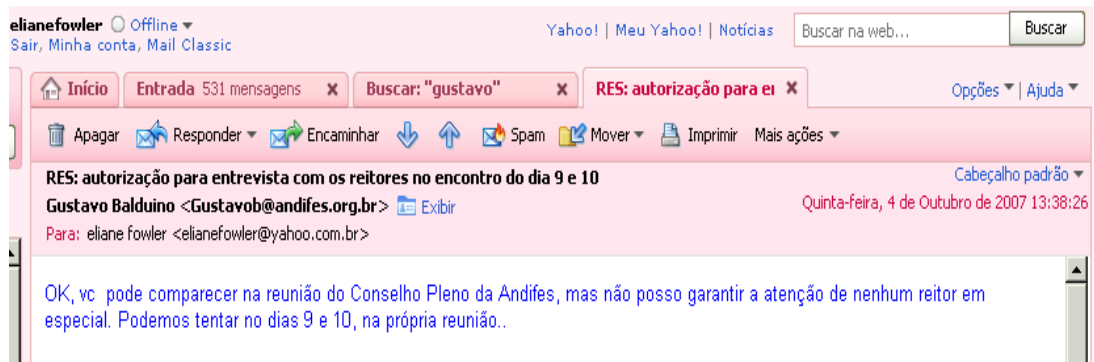 elianefowler Offline
Yahoo! | Meu Yahoo! | Notícias
Buscar na web...
Buscar
Sair, Minha conta, Mail Classic
Início
Entrada 531 mensagens
Buscar: "gustavo"
RES: autorização para ei
Opções | Ajuda
Apagar
Responder
Encaminhar
Spam
Mover
Imprimir
Mais ações
RES: autorização para entrevista com os reitores no encontro do dia 9 e 10
Cabeçalho padrão
Gustavo Balduino <Gustavob@andifes.org.br> Exibir
Quinta-feira, 4 de Outubro de 2007 13:38:26
Para: eliane fowler <elianefowler@yahoo.com.br>
OK, vc pode comparecer na reunião do Conselho Pleno da Andifes, mas não posso garantir a atenção de nenhum reitor em
especial. Podemos tentar no dias 9 e 10, na própria reunião..